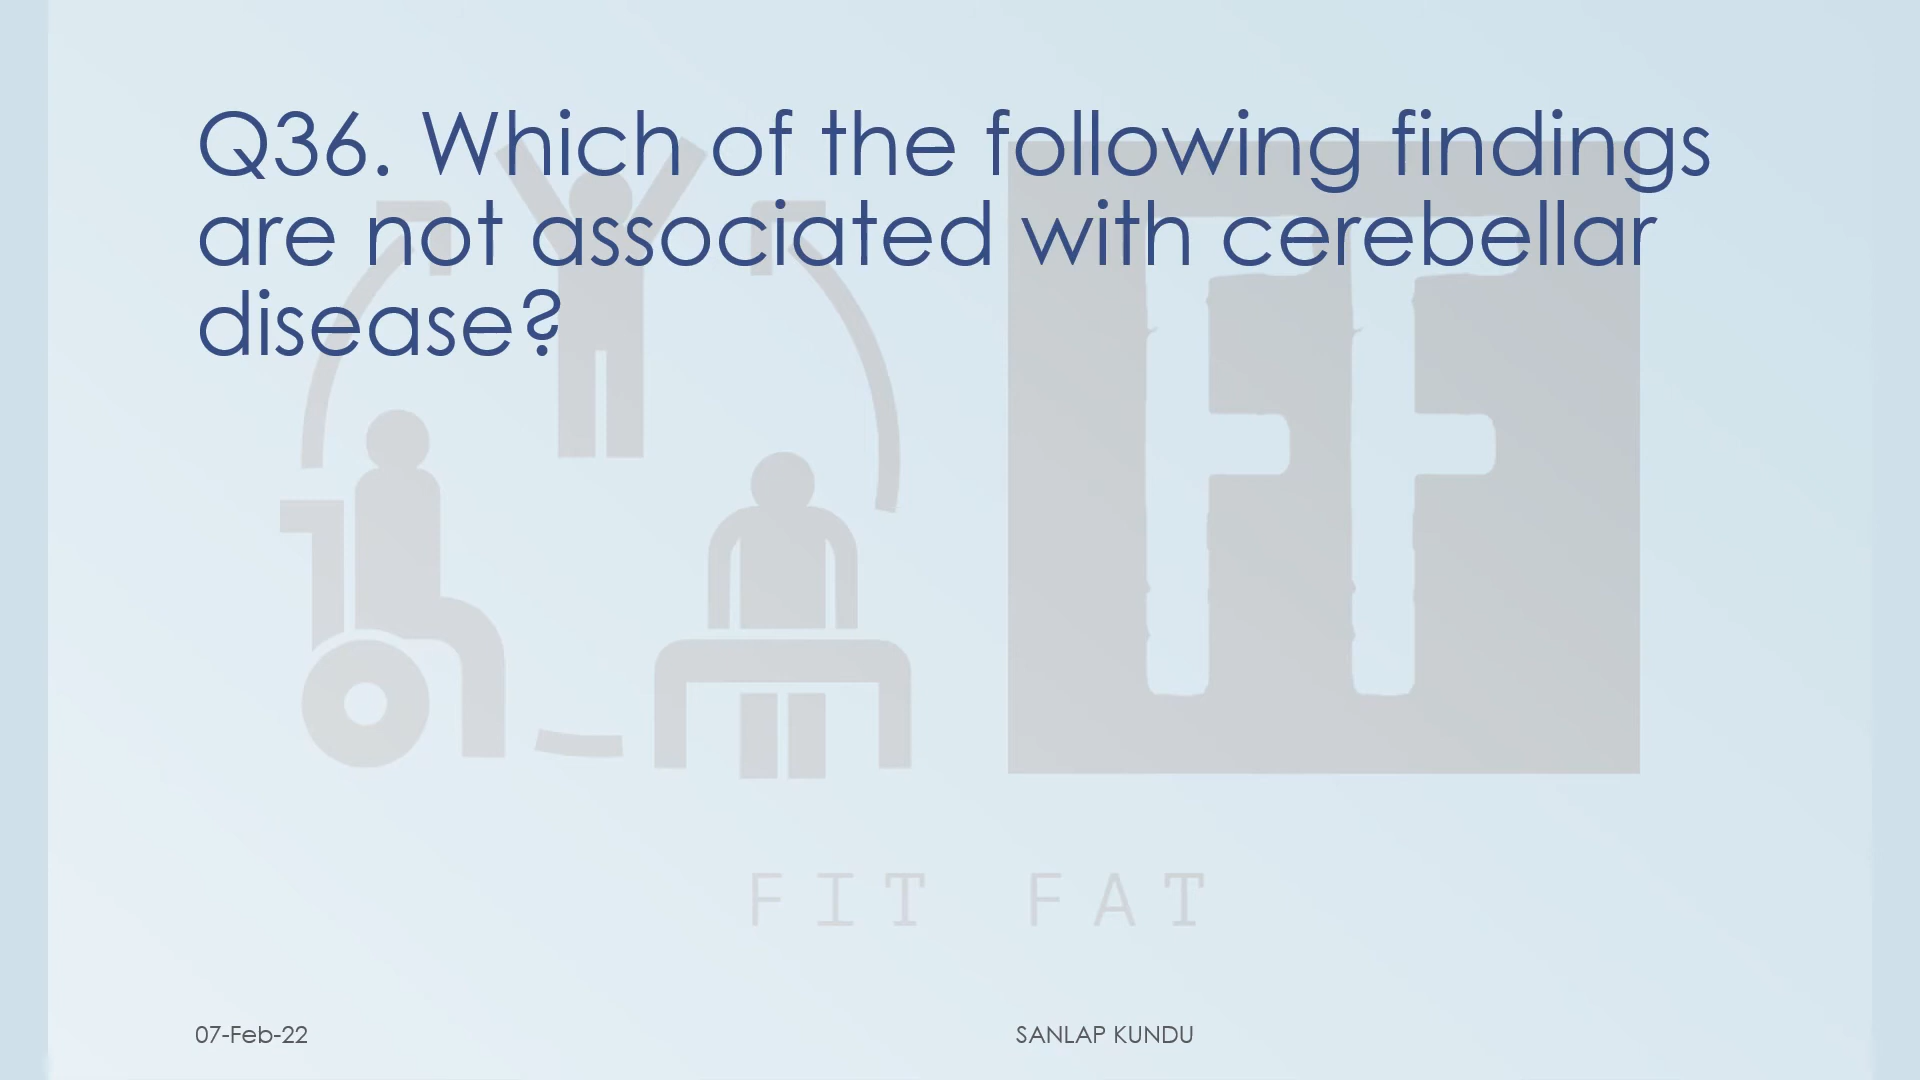 Q36. Which of the following findings
are not associated with cerebellar
disease?
FF
FIT FAT
07-Feb-22
SANLAP KUNDU